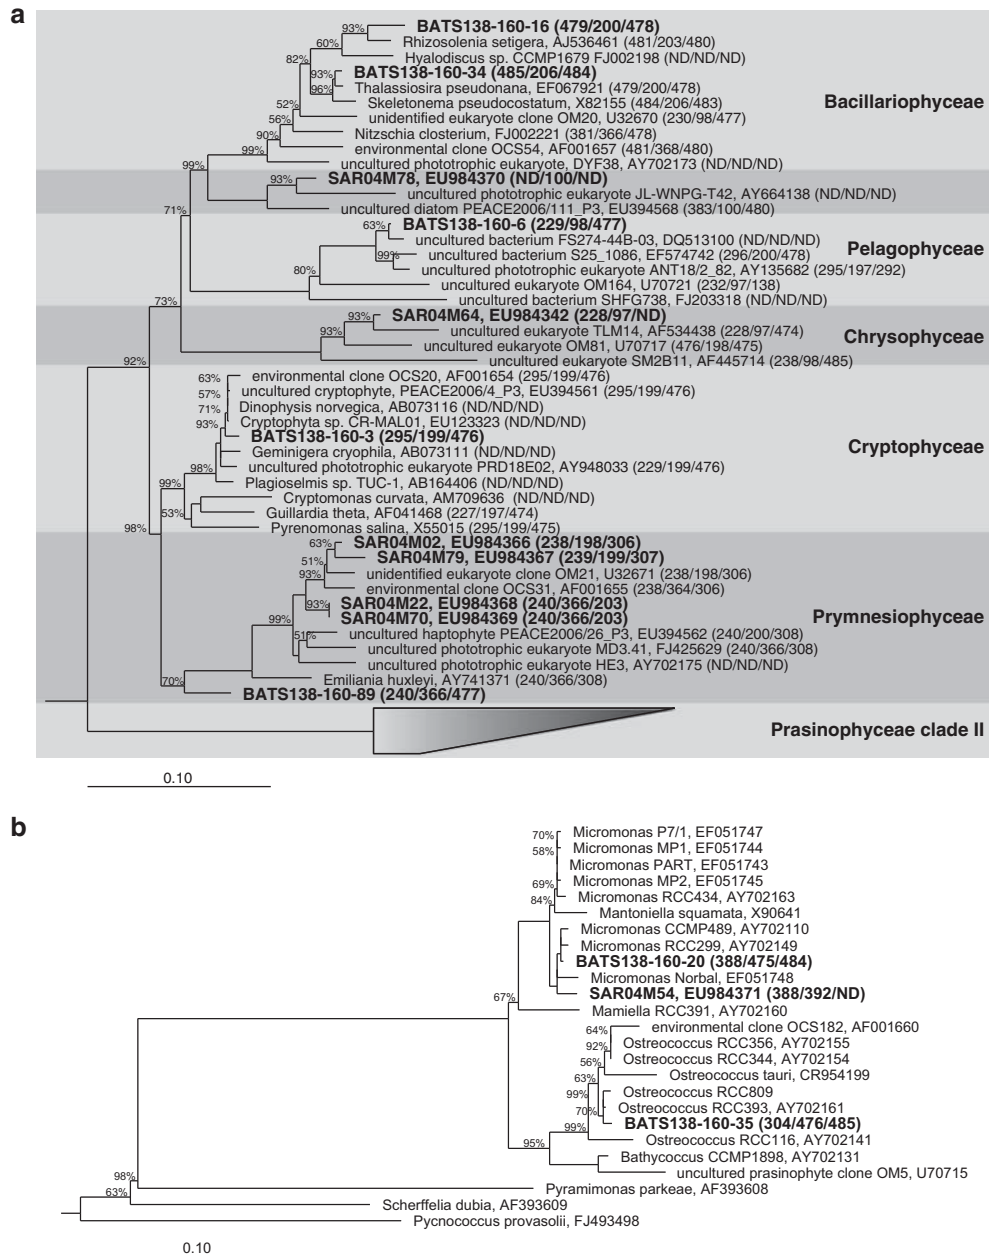 a
93%
BATS138-160-16 (479/200/478)
60%
Rhizosolenia setigera, AJ536461 (481/203/480)
82%
Hyalodiscus sp. CCMP1679 FJ002198 (ND/ND/ND)
93%
BATS138-160-34 (485/206/484)
96%
Thalassiosira pseudonana, EF067921 (479/200/478)
Bacillariophyceae
52%
Skeletonema pseudocostatum, X82155 (484/206/483)
56%
unidentified eukaryote clone OM20, U32670 (230/98/477)
90%
Nitzschia closterium, FJ002221 (381/366/478)
99%
environmental clone OCS54, AF001657 (481/368/480)
99%
uncultured phototrophic eukaryote, DYF38, AY702173 (ND/ND/ND)
93%
SAR04M78, EU984370 (ND/100/ND)
uncultured phototrophic eukaryote JL-WNPG-T42, AY664138 (ND/ND/ND)
71%
uncultured diatom PEACE2006/111_P3, EU394568 (383/100/480)
63%
BATS138-160-6 (229/98/477)
uncultured bacterium FS274-44B-03, DQ513100 (ND/ND/ND)
Pelagophyceae
99%
uncultured bacterium S25_1086, EF574742 (296/200/478)
80%
uncultured phototrophic eukaryote ANT18/2_82, AY135682 (295/197/292)
uncultured eukaryote OM164, U70721 (232/97/138)
73%
uncultured bacterium SHFG738, FJ203318 (ND/ND/ND)
93%
SAR04M64, EU984342 (228/97/ND)
93%
uncultured eukaryote TLM14, AF534438 (228/97/474)
Chrysophyceae
uncultured eukaryote OM81, U70717 (476/198/475)
92%
uncultured eukaryote SM2B11, AF445714 (238/98/485)
63%
environmental clone OCS20, AF001654 (295/199/476)
57%
uncultured cryptophyte, PEACE2006/4_P3, EU394561 (295/199/476)
71%
Dinophysis norvegica, AB073116 (ND/ND/ND)
93%
Cryptophyta sp. CR-MAL01, EU123323 (ND/ND/ND)
BATS138-160-3 (295/199/476)
Cryptophyceae
Geminigera cryophila, AB073111 (ND/ND/ND)
98%
uncultured phototrophic eukaryote PRD18E02, AY948033 (229/199/476)
99%
Plagioselmis sp. TUC-1, AB164406 (ND/ND/ND)
Cryptomonas curvata, AM709636 (ND/ND/ND)
53%
Guillardia theta, AF041468 (227/197/474)
98%
Pyrenomonas salina, X55015 (295/199/475)
63%
SAR04M02, EU984366 (238/198/306)
51%
SAR04M79, EU984367 (239/199/307)
93%
unidentified eukaryote clone OM21, U32671 (238/198/306)
environmental clone OCS31, AF001655 (238/364/306)
93%
SAR04M22, EU984368 (240/366/203)
99%
SAR04M70, EU984369 (240/366/203)
Prymnesiophyceae
51%
uncultured haptophyte PEACE2006/26_P3, EU394562 (240/200/308)
uncultured phototrophic eukaryote MD3.41, FJ425629 (240/366/308)
uncultured phototrophic eukaryote HE3, AY702175 (ND/ND/ND)
70%
Emiliania huxleyi, AY741371 (240/366/308)
BATS138-160-89 (240/366/477)
Prasinophyceae clade II
0.10
b
70%
Micromonas P7/1, EF051747
58%
Micromonas MP1, EF051744
Micromonas PART, EF051743
69%
Micromonas MP2, EF051745
84%
Micromonas RCC434, AY702163
Mantoniella squamata, X90641
Micromonas CCMP489, AY702110
Micromonas RCC299, AY702149
BATS138-160-20 (388/475/484)
Micromonas Norbal, EF051748
67%
SAR04M54, EU984371 (388/392/ND)
Mamiella RCC391, AY702160
64%
environmental clone OCS182, AF001660
92%
Ostreococcus RCC356, AY702155
56%
Ostreococcus RCC344, AY702154
63%
Ostreococcus tauri, CR954199
99%
Ostreococcus RCC809
70%
Ostreococcus RCC393, AY702161
99%
BATS138-160-35 (304/476/485)
95%
Ostreococcus RCC116, AY702141
Bathycoccus CCMP1898, AY702131
98%
uncultured prasinophyte clone OM5, U70715
63%
Pyramimonas parkeae, AF393608
Scherffelia dubia, AF393609
Pycnococcus provasolii, FJ493498
0.10